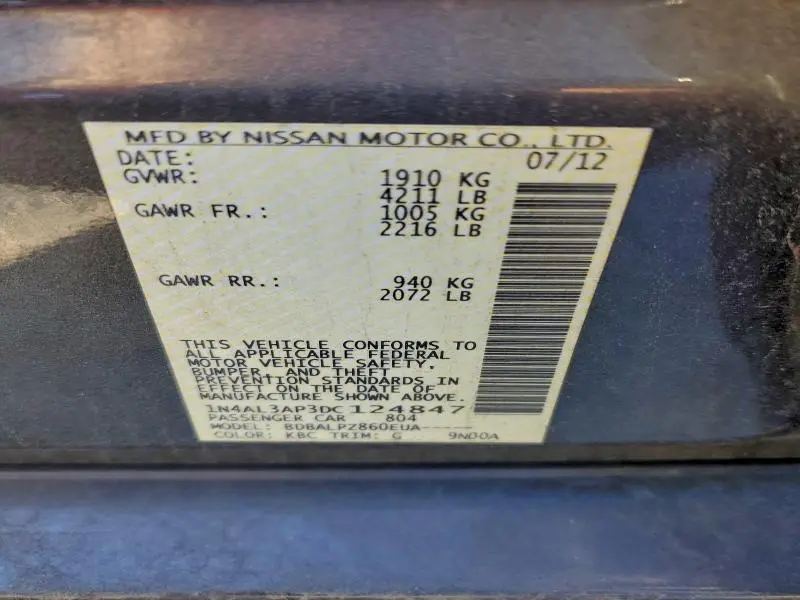 MFD BY NISSAN MOTOR CO., LTD.
DATE: 07/12
GVWR: 1910 KG
4211 LB
GAWR FR.: 1005 KG
2216 LB
GAWR RR.: 940 KG
2072 LB
THIS VEHICLE CONFORMS TO
ALL APPLICABLE FEDERAL
MOTOR VEHICLE SAFETY,
BUMPER, AND THEFT
PREVENTION STANDARDS IN
EFFECT ON THE DATE OF
MANUFACTURE SHOWN ABOVE.
1N4AL3AP3DC124847
PASSENGER CAR 804
MODEL: BDBALPZ860EUA-----
COLOR: KBC TRIM: G 9N00A